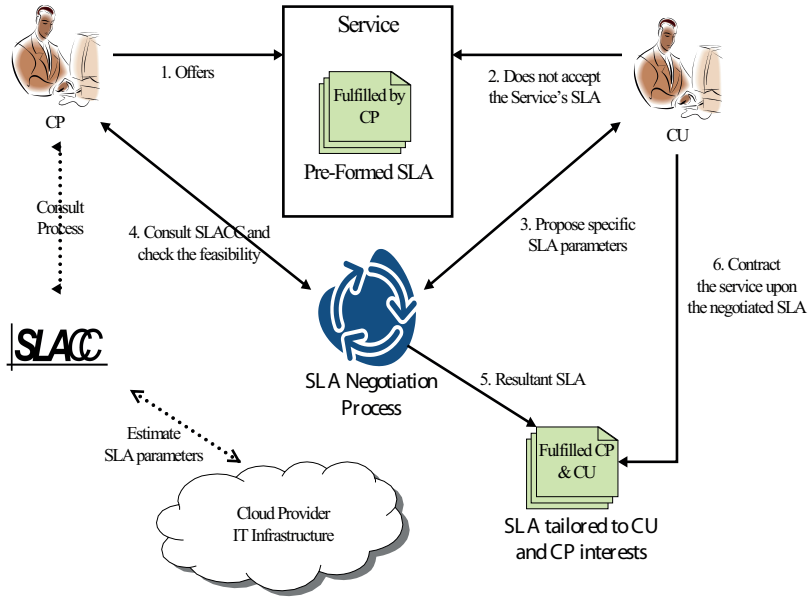 Service
1. Offers
2. Does not accept
the Service's SLA
Fulfilled by
CP
CP
CU
Pre-Formed SLA
Consult
Process
4. Consult SLACC and
check the feasibility
3. Propose specific
SLA parameters
6. Contract
the service upon
the negotiated SLA
SLACC
SLA Negotiation
Process
5. Resultant SLA
Estimate
SLA parameters
Fulfilled CP
& CU
Cloud Provider
IT Infrastructure
SLA tailored to CU
and CP interests